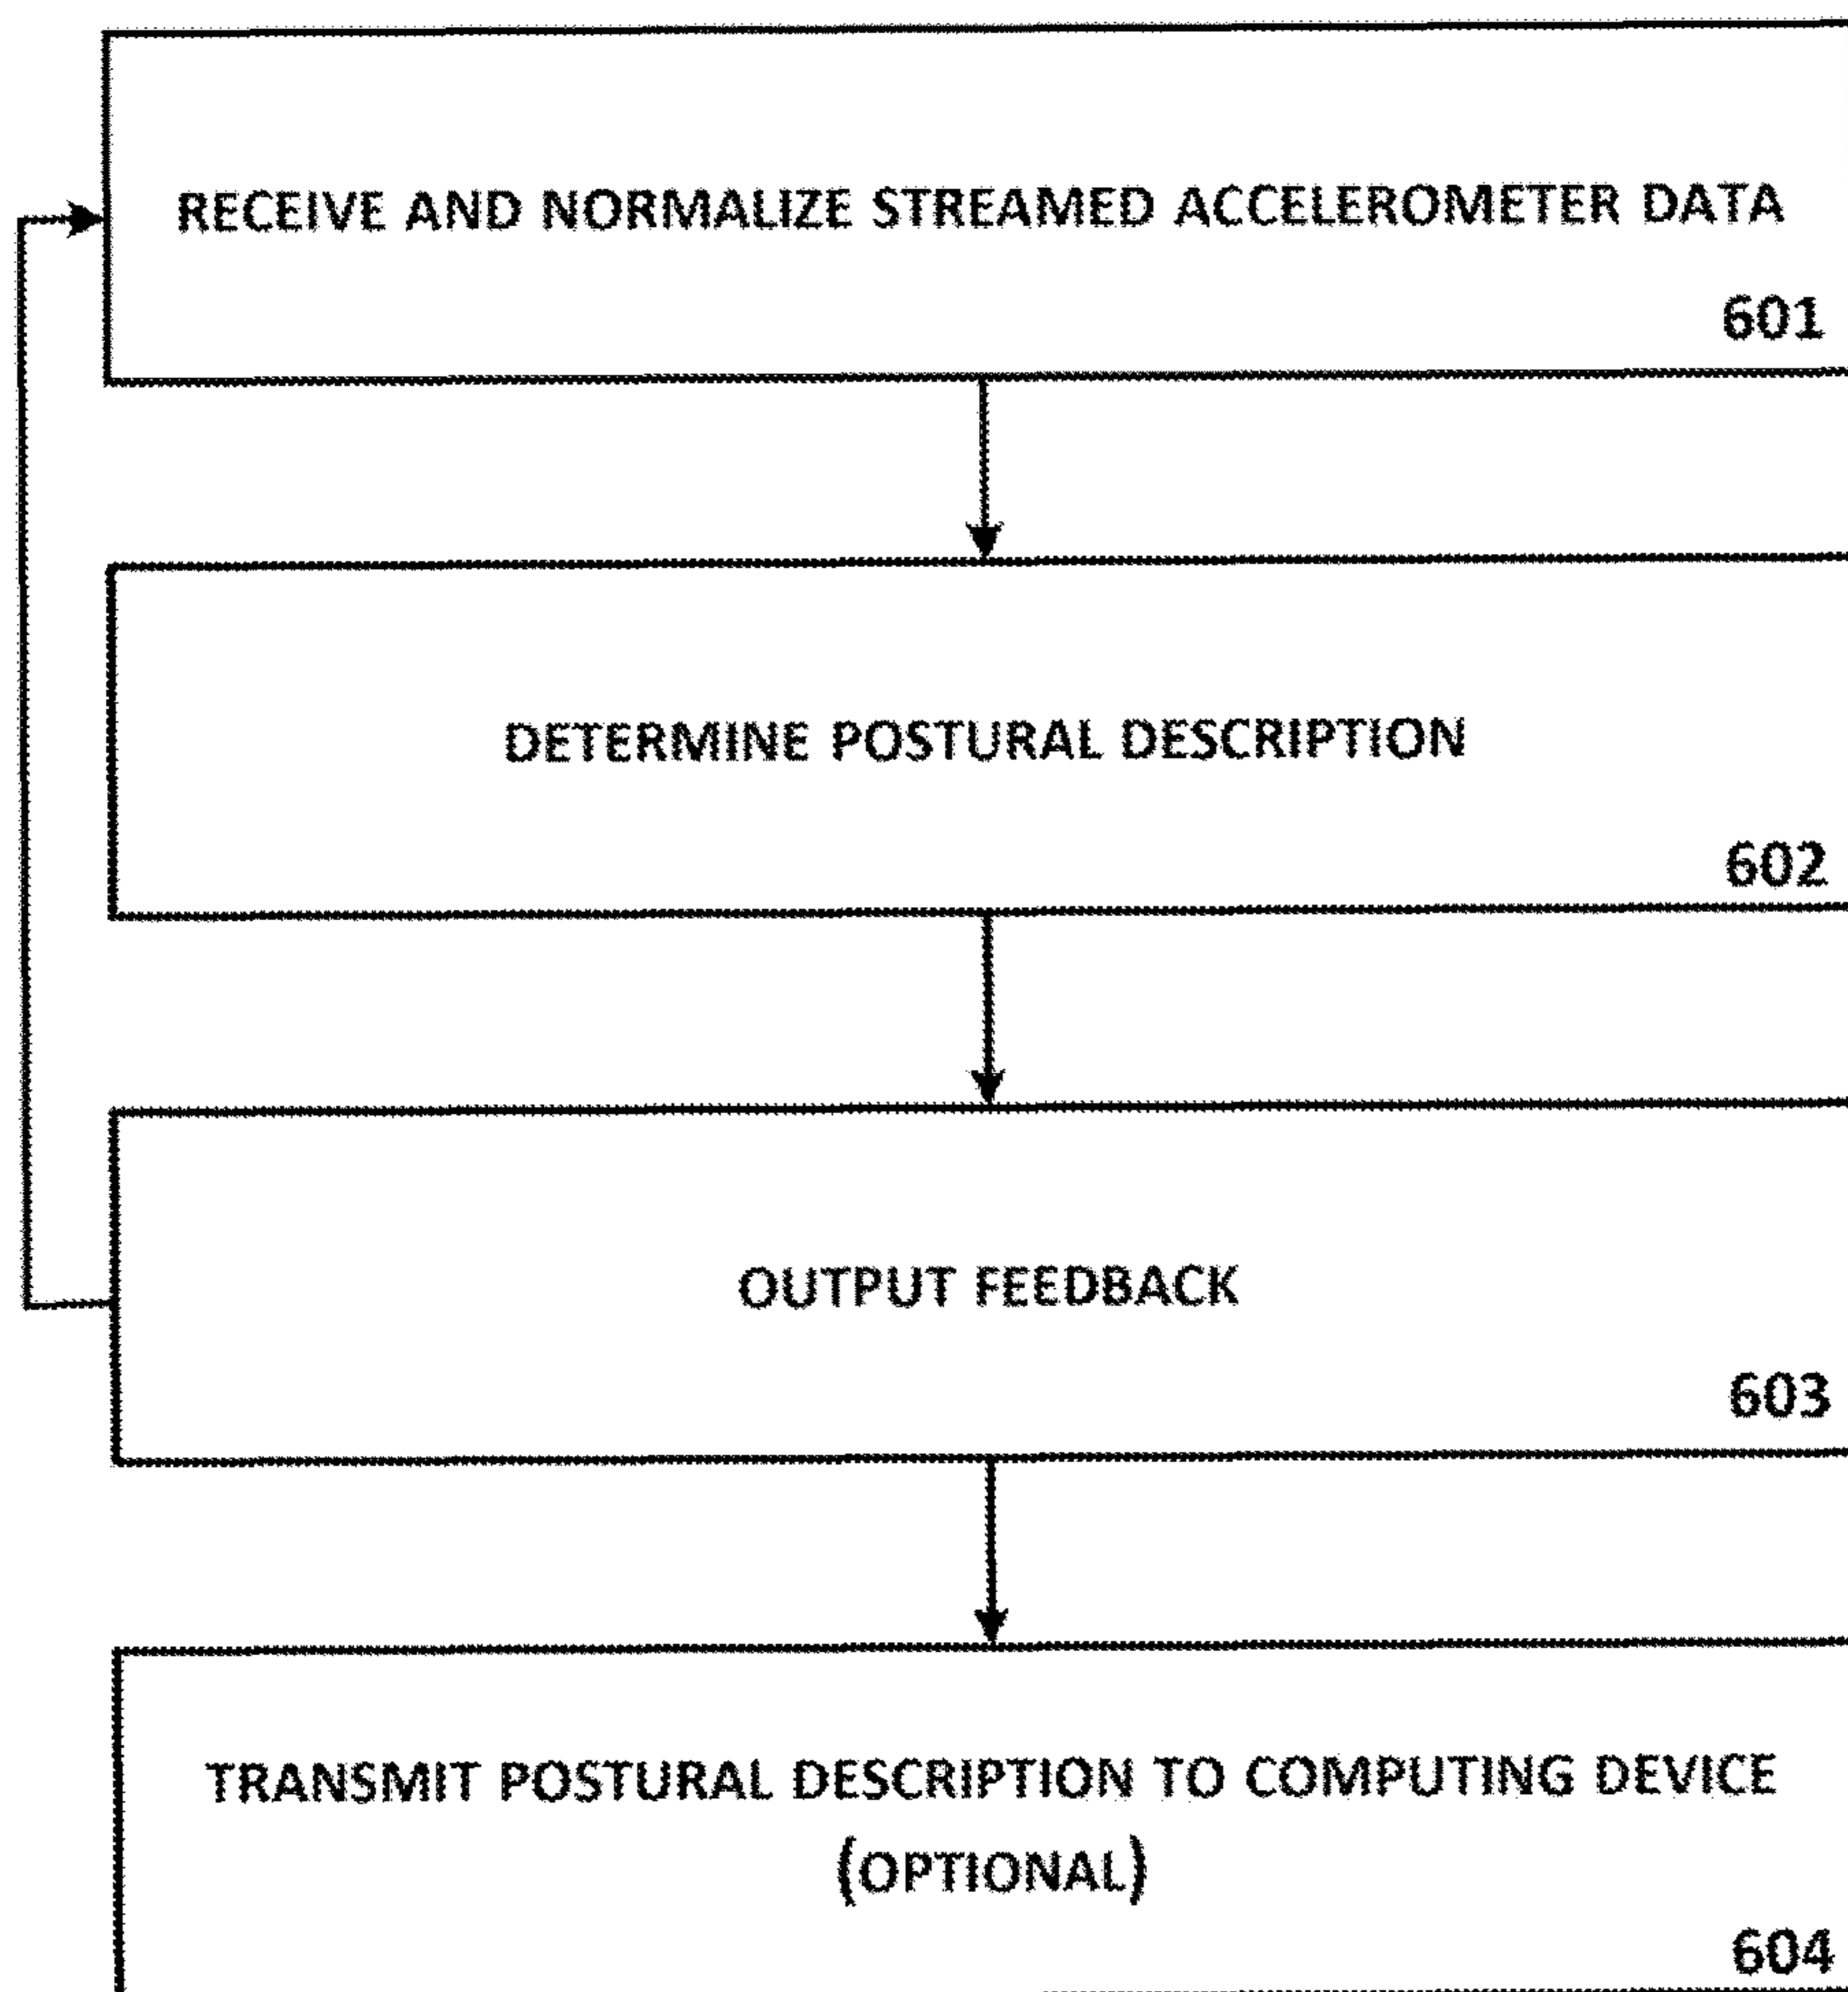 RECEIVE AND NORMALIZE STREAMED ACCELEROMETER DATA
601
DETERMINE POSTURAL DESCRIPTION
602
OUTPUT FEEDBACK
603
TRANSMIT POSTURAL DESCRIPTION TO COMPUTING DEVICE
(OPTIONAL)
604